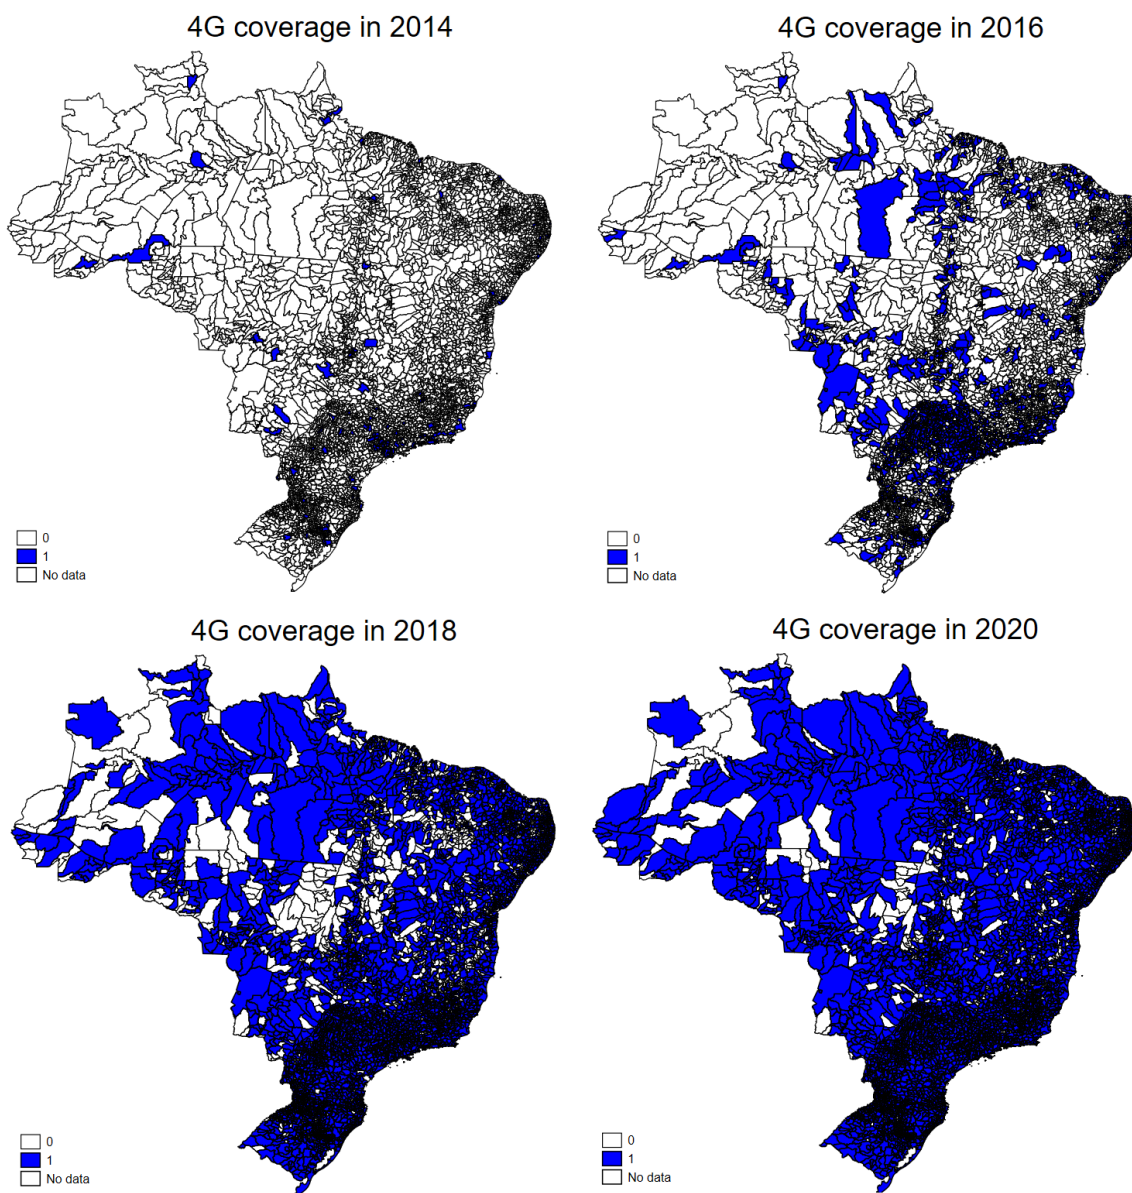 4G coverage in 2014
0
1
No data
4G coverage in 2016
0
1
No data
4G coverage in 2018
0
1
No data
4G coverage in 2020
0
1
No data